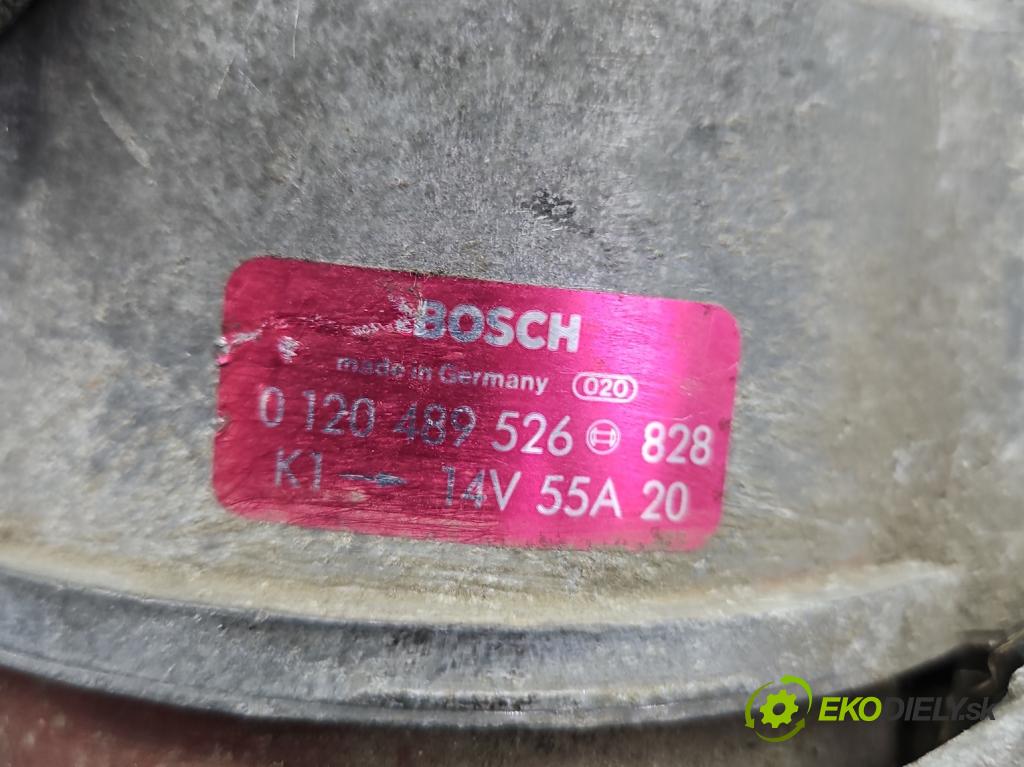 BOSCH
made in Germany 020
0 120 489 526 828
K1 → 14V 55A 20
EKODIELY.sk